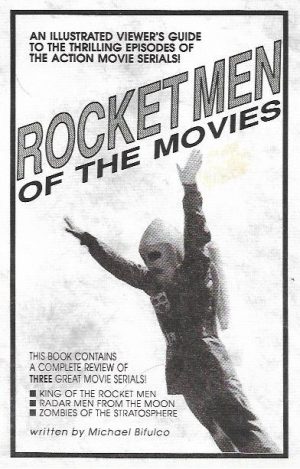 AN ILLUSTRATED VIEWER'S GUIDE
TO THE THRILLING EPISODES OF
THE ACTION MOVIE SERIALS!
ROCKET MEN
OF THE MOVIES
THIS BOOK CONTAINS
A COMPLETE REVIEW OF
THREE GREAT MOVIE SERIALS!
■ KING OF THE ROCKET MEN
■ RADAR MEN FROM THE MOON
■ ZOMBIES OF THE STRATOSPHERE
written by Michael Bifulco